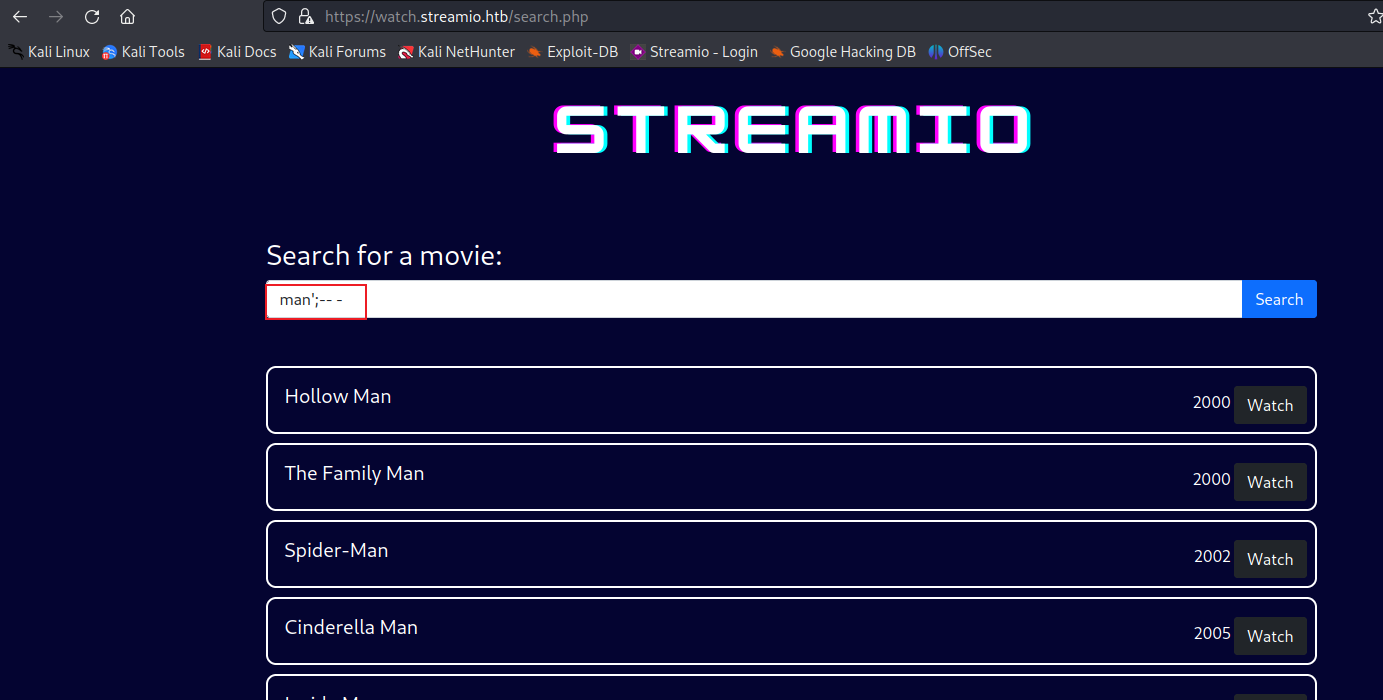 https://watch.streamio.htb/search.php
Kali Linux Kali Tools Kali Docs Kali Forums Kali NetHunter Exploit-DB Streamio - Login Google Hacking DB OffSec
STREAMIO
Search for a movie:
man';-- -
Search
Hollow Man 2000 Watch
The Family Man 2000 Watch
Spider-Man 2002 Watch
Cinderella Man 2005 Watch